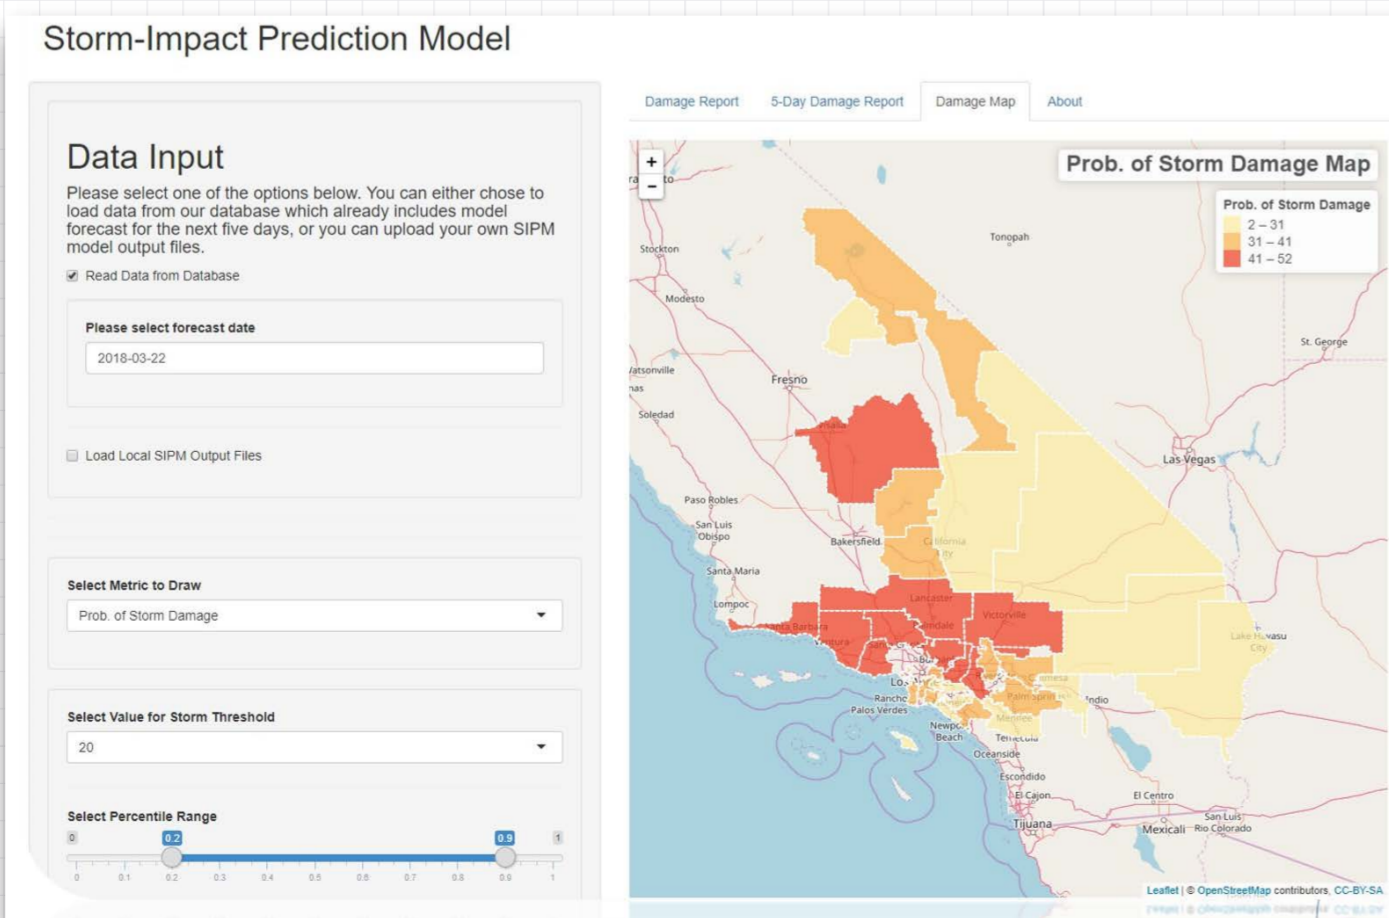 Storm-Impact Prediction Model
Data Input
Please select one of the options below. You can either chose to
load data from our database which already includes model
forecast for the next five days, or you can upload your own SIPM
model output files.
Read Data from Database
Please select forecast date
2018-03-22
Load Local SIPM Output Files
Select Metric to Draw
Prob. of Storm Damage
Select Value for Storm Threshold
20
Select Percentile Range
0
0.2
0.9
1
0 0.1 0.2 0.3 0.4 0.5 0.6 0.7 0.8 0.9 1
Damage Report
5-Day Damage Report
Damage Map
About
+
−
Prob. of Storm Damage Map
Prob. of Storm Damage
2 – 31
31 – 41
41 – 52
Tonopah
Stockton
Modesto
St. George
Fresno
Soledad
Las Vegas
Paso Robles
San Luis
Obispo
Bakersfield
California
City
Santa Maria
Lompoc
Lancaster
Victorville
Santa Barbara
Lake Havasu
City
Rancho
Palos Verdes
Indio
Menifee
Newpo
Beach
Temecula
Oceanside
Escondido
El Cajon
El Centro
Tijuana
Mexicali
San Luis
Rio Colorado
Leaflet | © OpenStreetMap contributors, CC-BY-SA